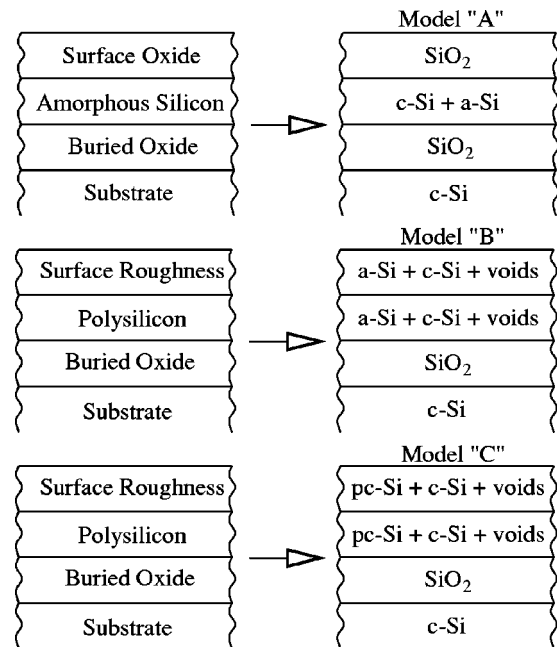 Model "A"
Surface Oxide SiO₂
Amorphous Silicon c-Si + a-Si
Buried Oxide SiO₂
Substrate c-Si
Model "B"
Surface Roughness a-Si + c-Si + voids
Polysilicon a-Si + c-Si + voids
Buried Oxide SiO₂
Substrate c-Si
Model "C"
Surface Roughness pc-Si + c-Si + voids
Polysilicon pc-Si + c-Si + voids
Buried Oxide SiO₂
Substrate c-Si